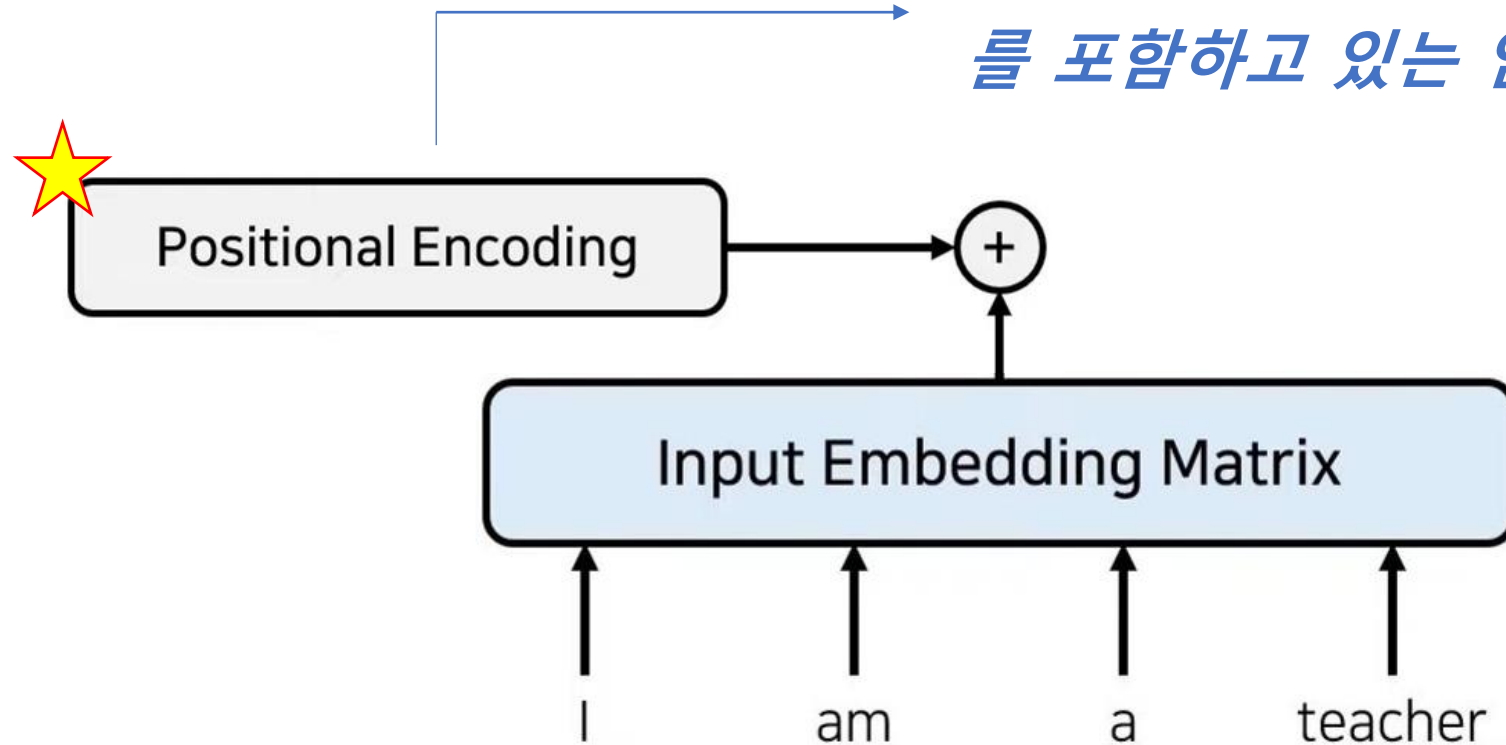 를 포함하고 있는
Positional Encoding
+
Input Embedding Matrix
I am a teacher